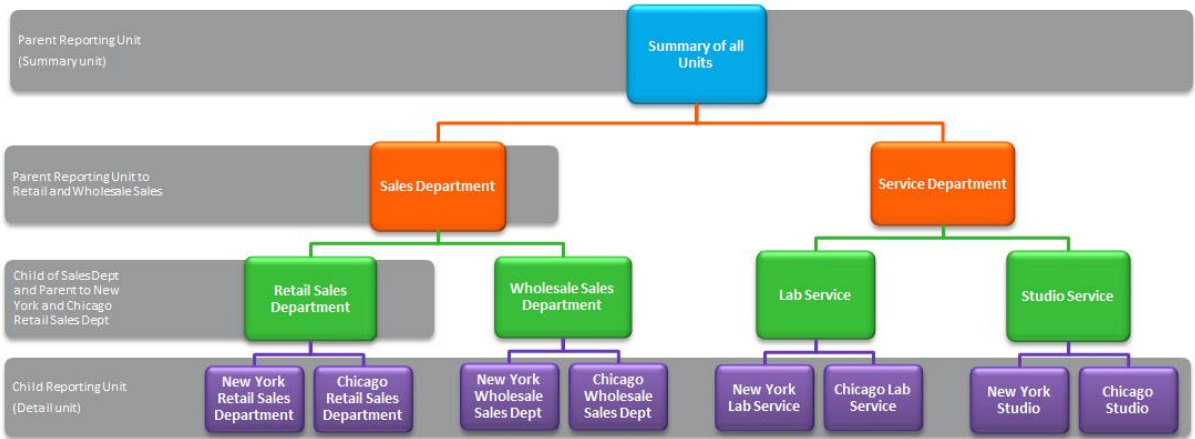 Parent Reporting Unit
(Summary unit)
Summary of all
Units
Parent Reporting Unit to
Retail and Wholesale Sales
Sales Department
Service Department
Child of Sales Dept
and Parent to New
York and Chicago
Retail Sales Dept
Retail Sales
Department
Wholesale Sales
Department
Lab Service
Studio Service
Child Reporting Unit
(Detail unit)
New York
Retail Sales
Department
Chicago
Retail Sales
Department
New York
Wholesale
Sales Dept
Chicago
Wholesale
Sales Dept
New York
Lab Service
Chicago Lab
Service
New York
Studio
Chicago
Studio